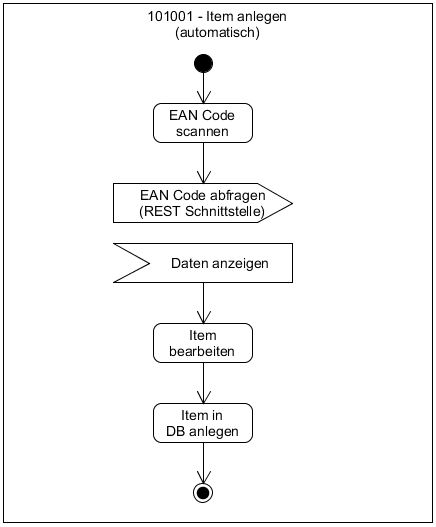 101001 - Item anlegen
(automatisch)
EAN Code
scannen
EAN Code abfragen
(REST Schnittstelle)
Daten anzeigen
Item
bearbeiten
Item in
DB anlegen